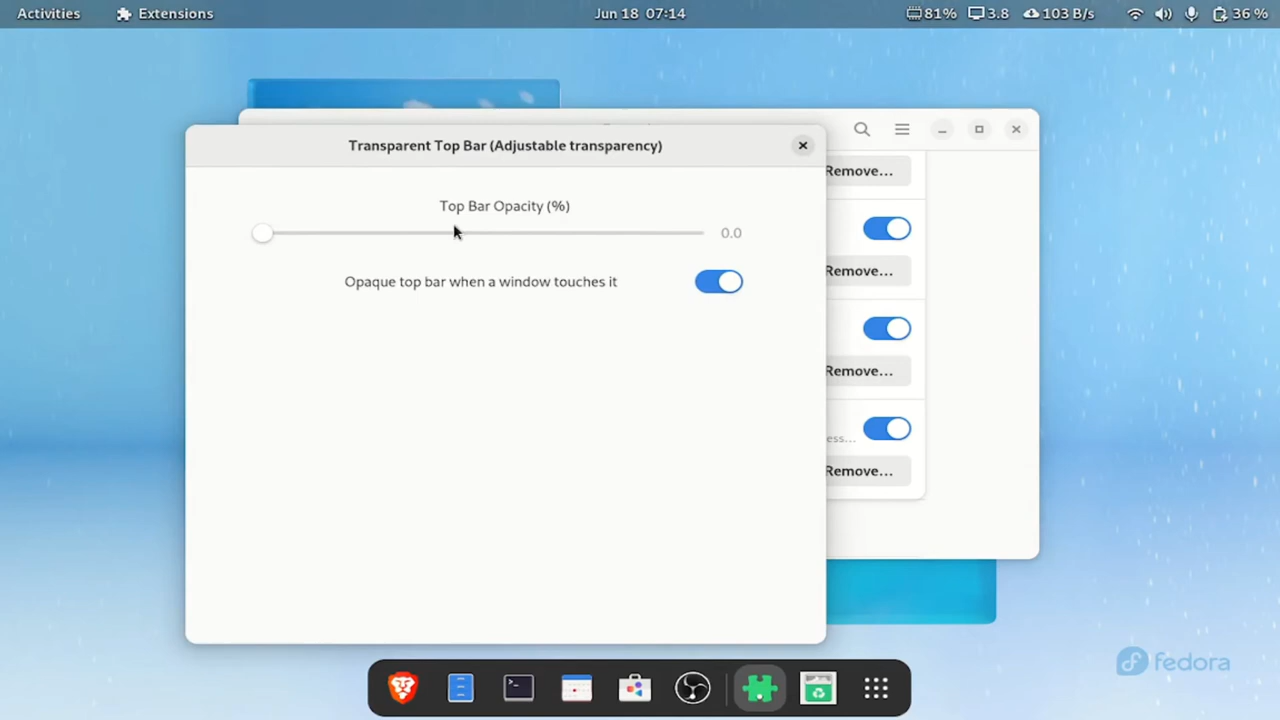 Activities
Extensions
Jun 18 07:14
81%
3.8
103 B/s
36 %
Transparent Top Bar (Adjustable transparency)
Remove...
Top Bar Opacity (%)
0.0
Remove...
Opaque top bar when a window touches it
Remove...
ess...
Remove...
fedora